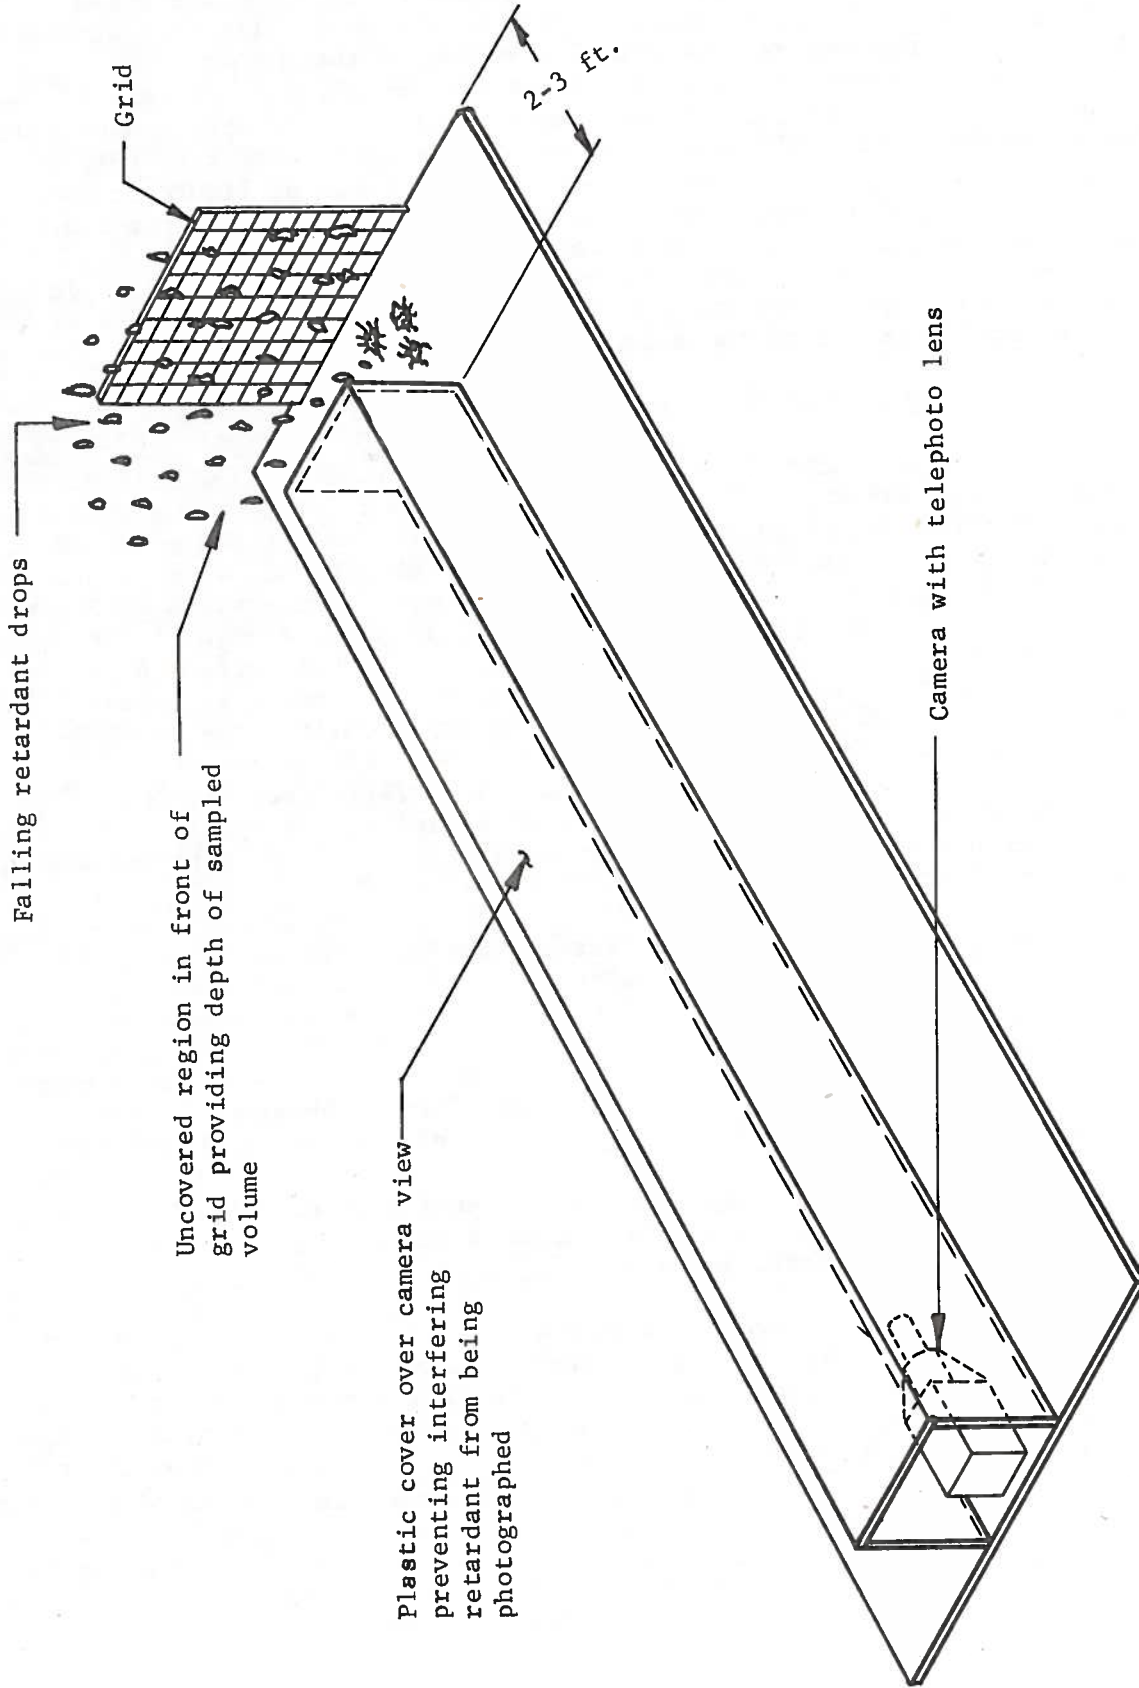 Falling retardant drops
Grid
2-3 ft.
Uncovered region in front of
grid providing depth of sampled
volume
Plastic cover over camera view
preventing interfering
retardant from being
photographed
Camera with telephoto lens